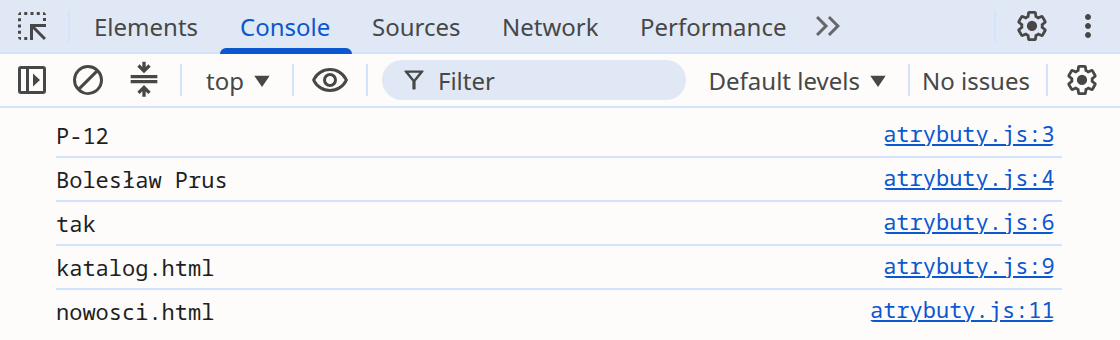 Elements Console Sources Network Performance
top Filter Default levels No issues
P-12 atrybuty.js:3
Bolesław Prus atrybuty.js:4
tak atrybuty.js:6
katalog.html atrybuty.js:9
nowosci.html atrybuty.js:11